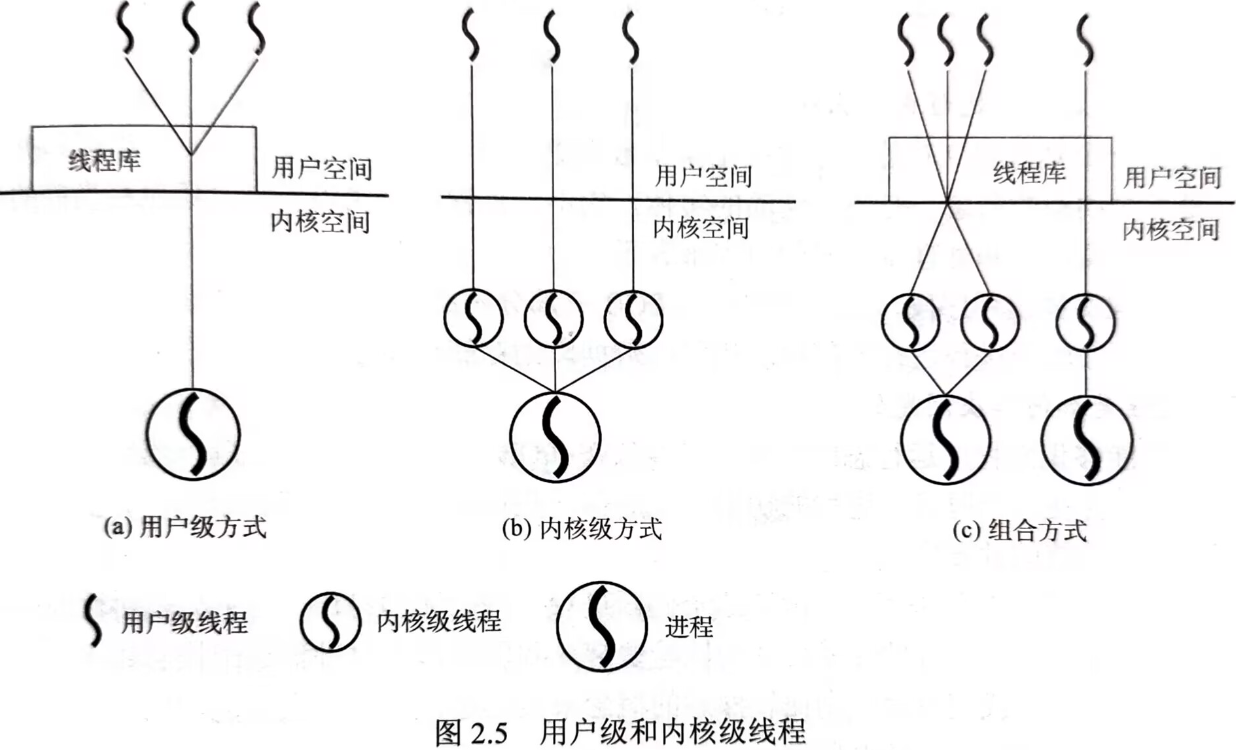 线程库
用户空间
内核空间
用户空间
内核空间
线程库
用户空间
内核空间
(a) 用户级方式
(b) 内核级方式
(c) 组合方式
用户级线程
内核级线程
进程
图 2.5 用户级和内核级线程